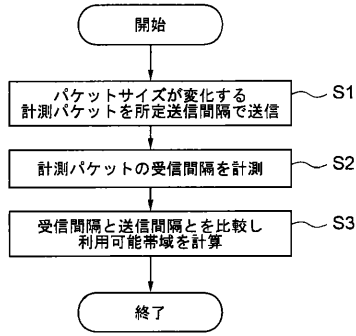 開始
パケットサイズが変化する
計測パケットを所定送信間隔で送信
S1
計測パケットの受信間隔を計測
S2
受信間隔と送信間隔とを比較し
利用可能帯域を計算
S3
終了